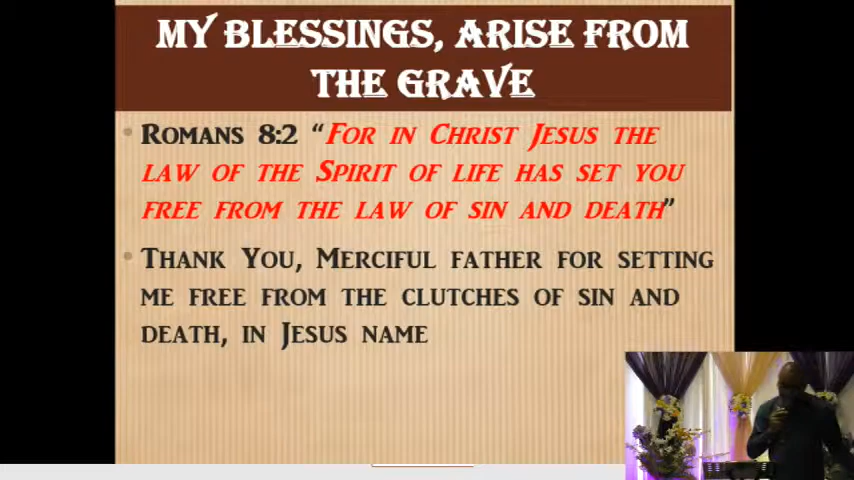 MY BLESSINGS, ARISE FROM
THE GRAVE
• ROMANS 8:2 “FOR IN CHRIST JESUS THE
LAW OF THE SPIRIT OF LIFE HAS SET YOU
FREE FROM THE LAW OF SIN AND DEATH”
• THANK YOU, MERCIFUL FATHER FOR SETTING
ME FREE FROM THE CLUTCHES OF SIN AND
DEATH, IN JESUS NAME